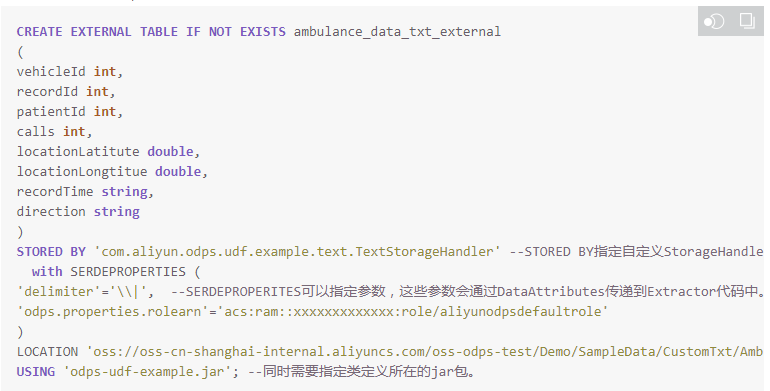 CREATE EXTERNAL TABLE IF NOT EXISTS ambulance_data_txt_external
(
vehicleId int,
recordId int,
patientId int,
calls int,
locationLatitute double,
locationLongtitue double,
recordTime string,
direction string
)
STORED BY 'com.aliyun.odps.udf.example.text.TextStorageHandler' --STORED BY指定自定义StorageHandle
with SERDEPROPERTIES (
'delimiter'='\\|',  --SERDEPROPERITES可以指定参数，这些参数会通过DataAttributes传递到Extractor代码中。
'odps.properties.rolearn'='acs:ram::xxxxxxxxxxxxx:role/aliyunodpsdefaultrole'
)
LOCATION 'oss://oss-cn-shanghai-internal.aliyuncs.com/oss-odps-test/Demo/SampleData/CustomTxt/Amb
USING 'odps-udf-example.jar'; --同时需要指定类定义所在的jar包。